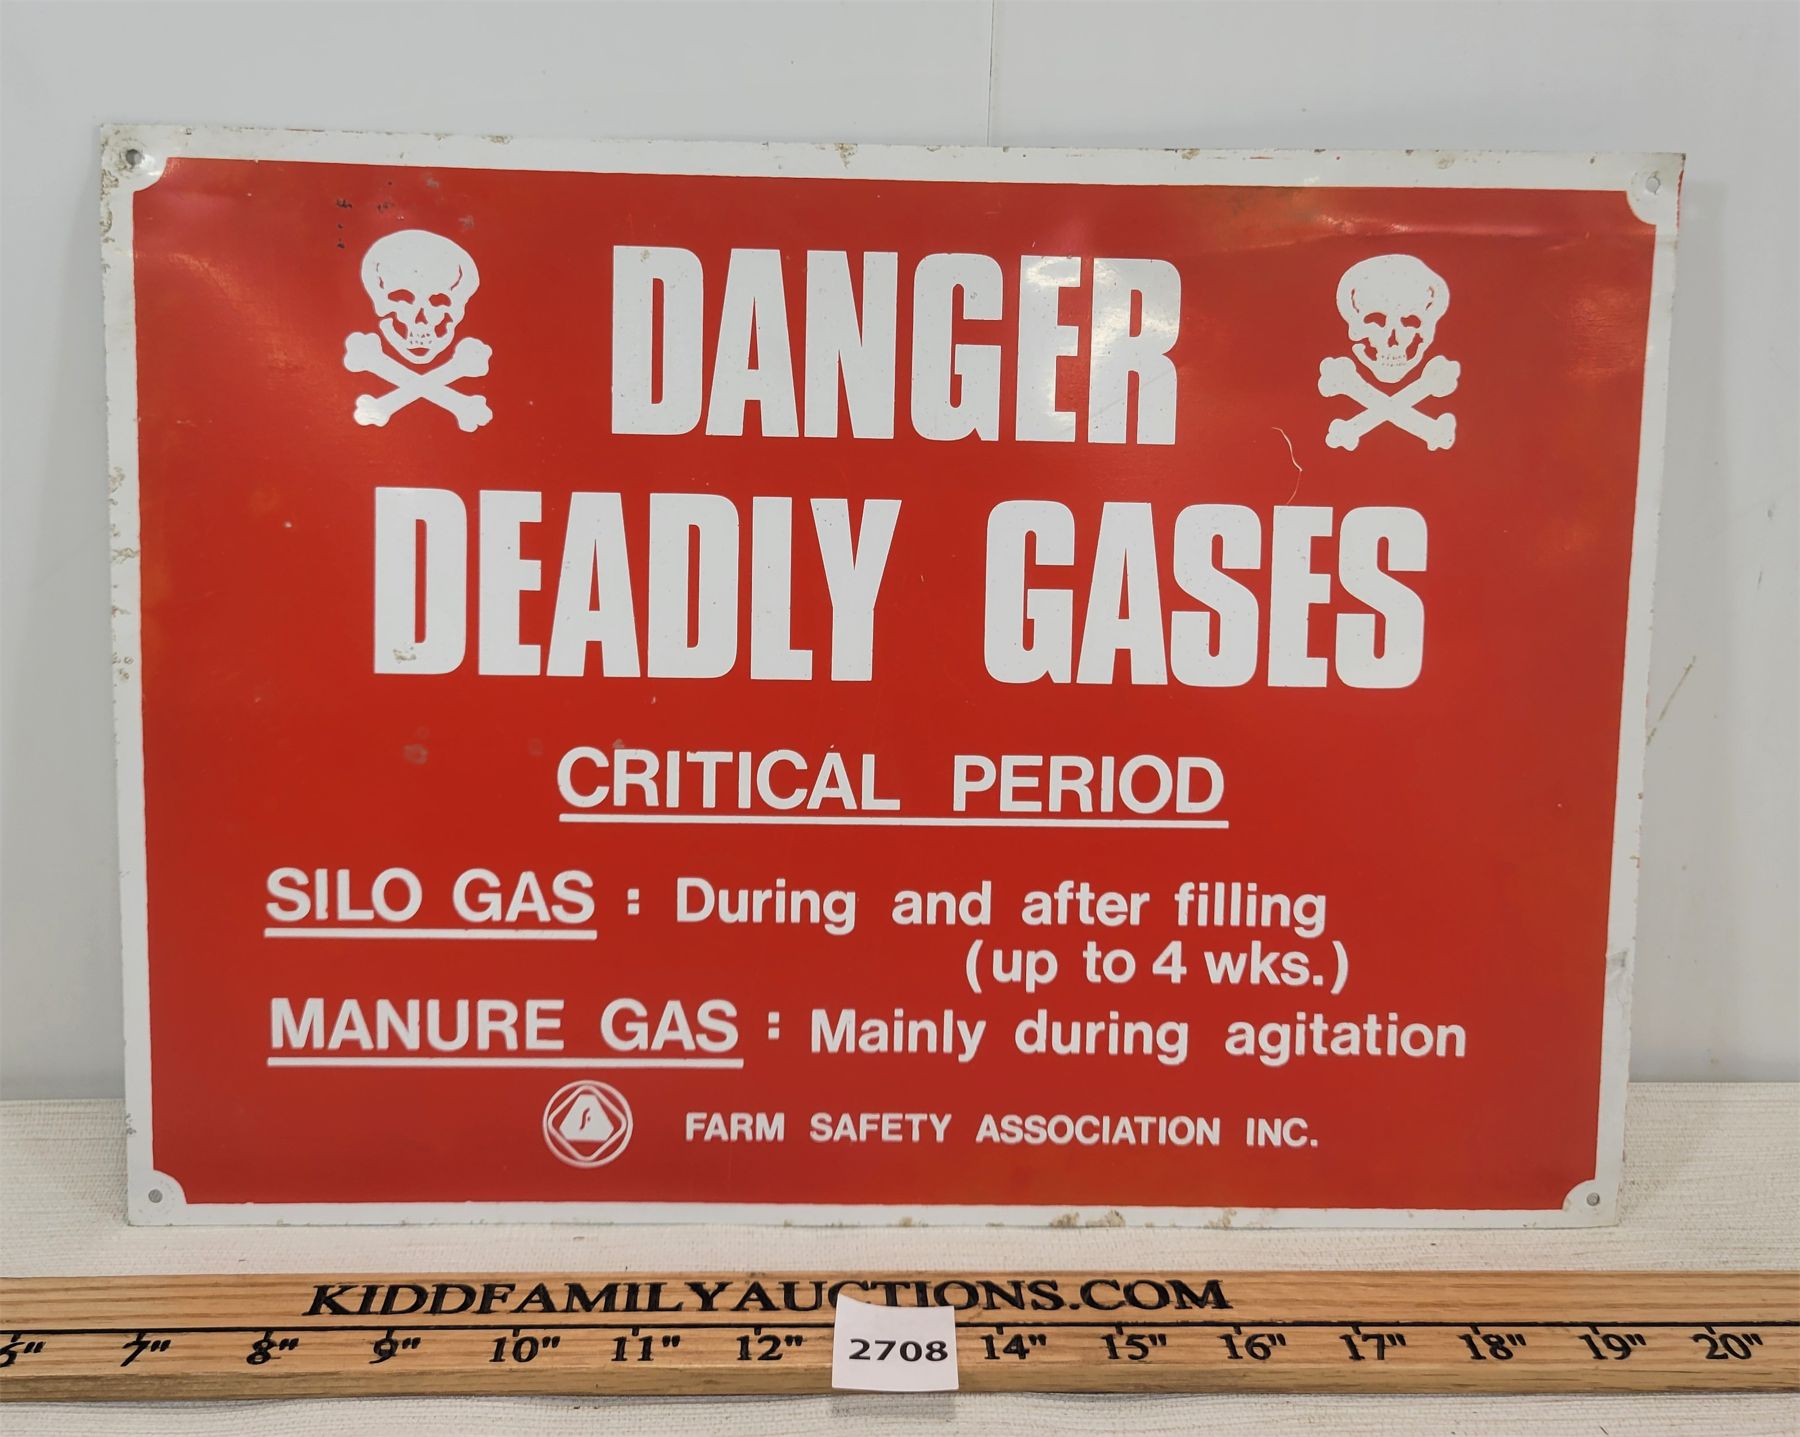 DANGER
DEADLY GASES
CRITICAL PERIOD
SILO GAS : During and after filling
(up to 4 wks.)
MANURE GAS : Mainly during agitation
FARM SAFETY ASSOCIATION INC.
KIDDFAMILYAUCTIONS.COM
7" 8" 9" 10" 11" 12" 14" 15" 16" 17" 18" 19" 20"
2708